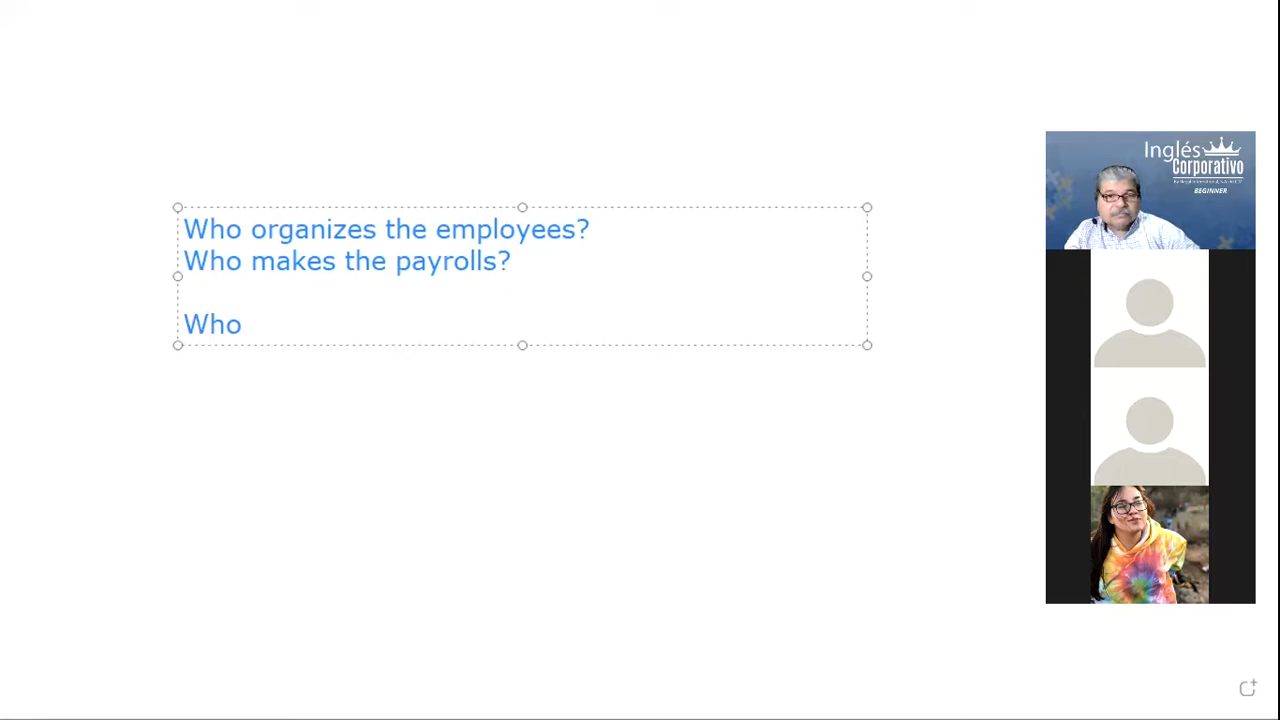 Who organizes the employees?
Who makes the payrolls?
Who
Inglés
Corporativo
BEGINNER